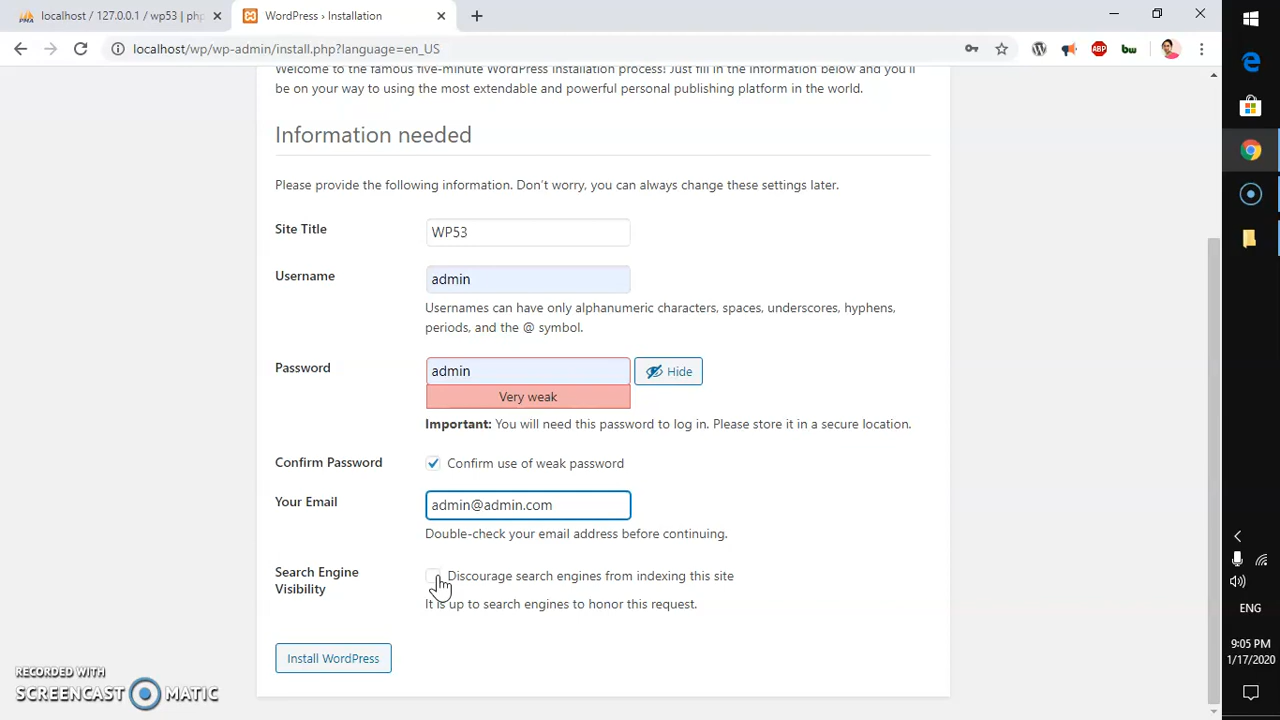 localhost / 127.0.0.1 / wp53 | php
WordPress › Installation
localhost/wp/wp-admin/install.php?language=en_US
ABP
bw
Welcome to the famous five-minute WordPress installation process! Just fill in the information below and you'll
be on your way to using the most extendable and powerful personal publishing platform in the world.
Information needed
Please provide the following information. Don't worry, you can always change these settings later.
Site Title
WP53
Username
admin
Usernames can have only alphanumeric characters, spaces, underscores, hyphens,
periods, and the @ symbol.
Password
admin
Hide
Very weak
Important: You will need this password to log in. Please store it in a secure location.
Confirm Password
Confirm use of weak password
Your Email
admin@admin.com
Double-check your email address before continuing.
Search Engine
Visibility
Discourage search engines from indexing this site
It is up to search engines to honor this request.
Install WordPress
ENG
9:05 PM
1/17/2020
RECORDED WITH
SCREENCAST MATIC